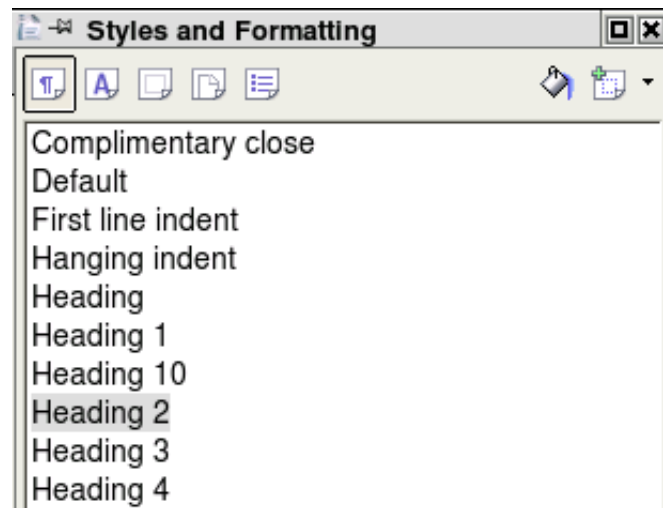 Styles and Formatting
Complimentary close
Default
First line indent
Hanging indent
Heading
Heading 1
Heading 10
Heading 2
Heading 3
Heading 4